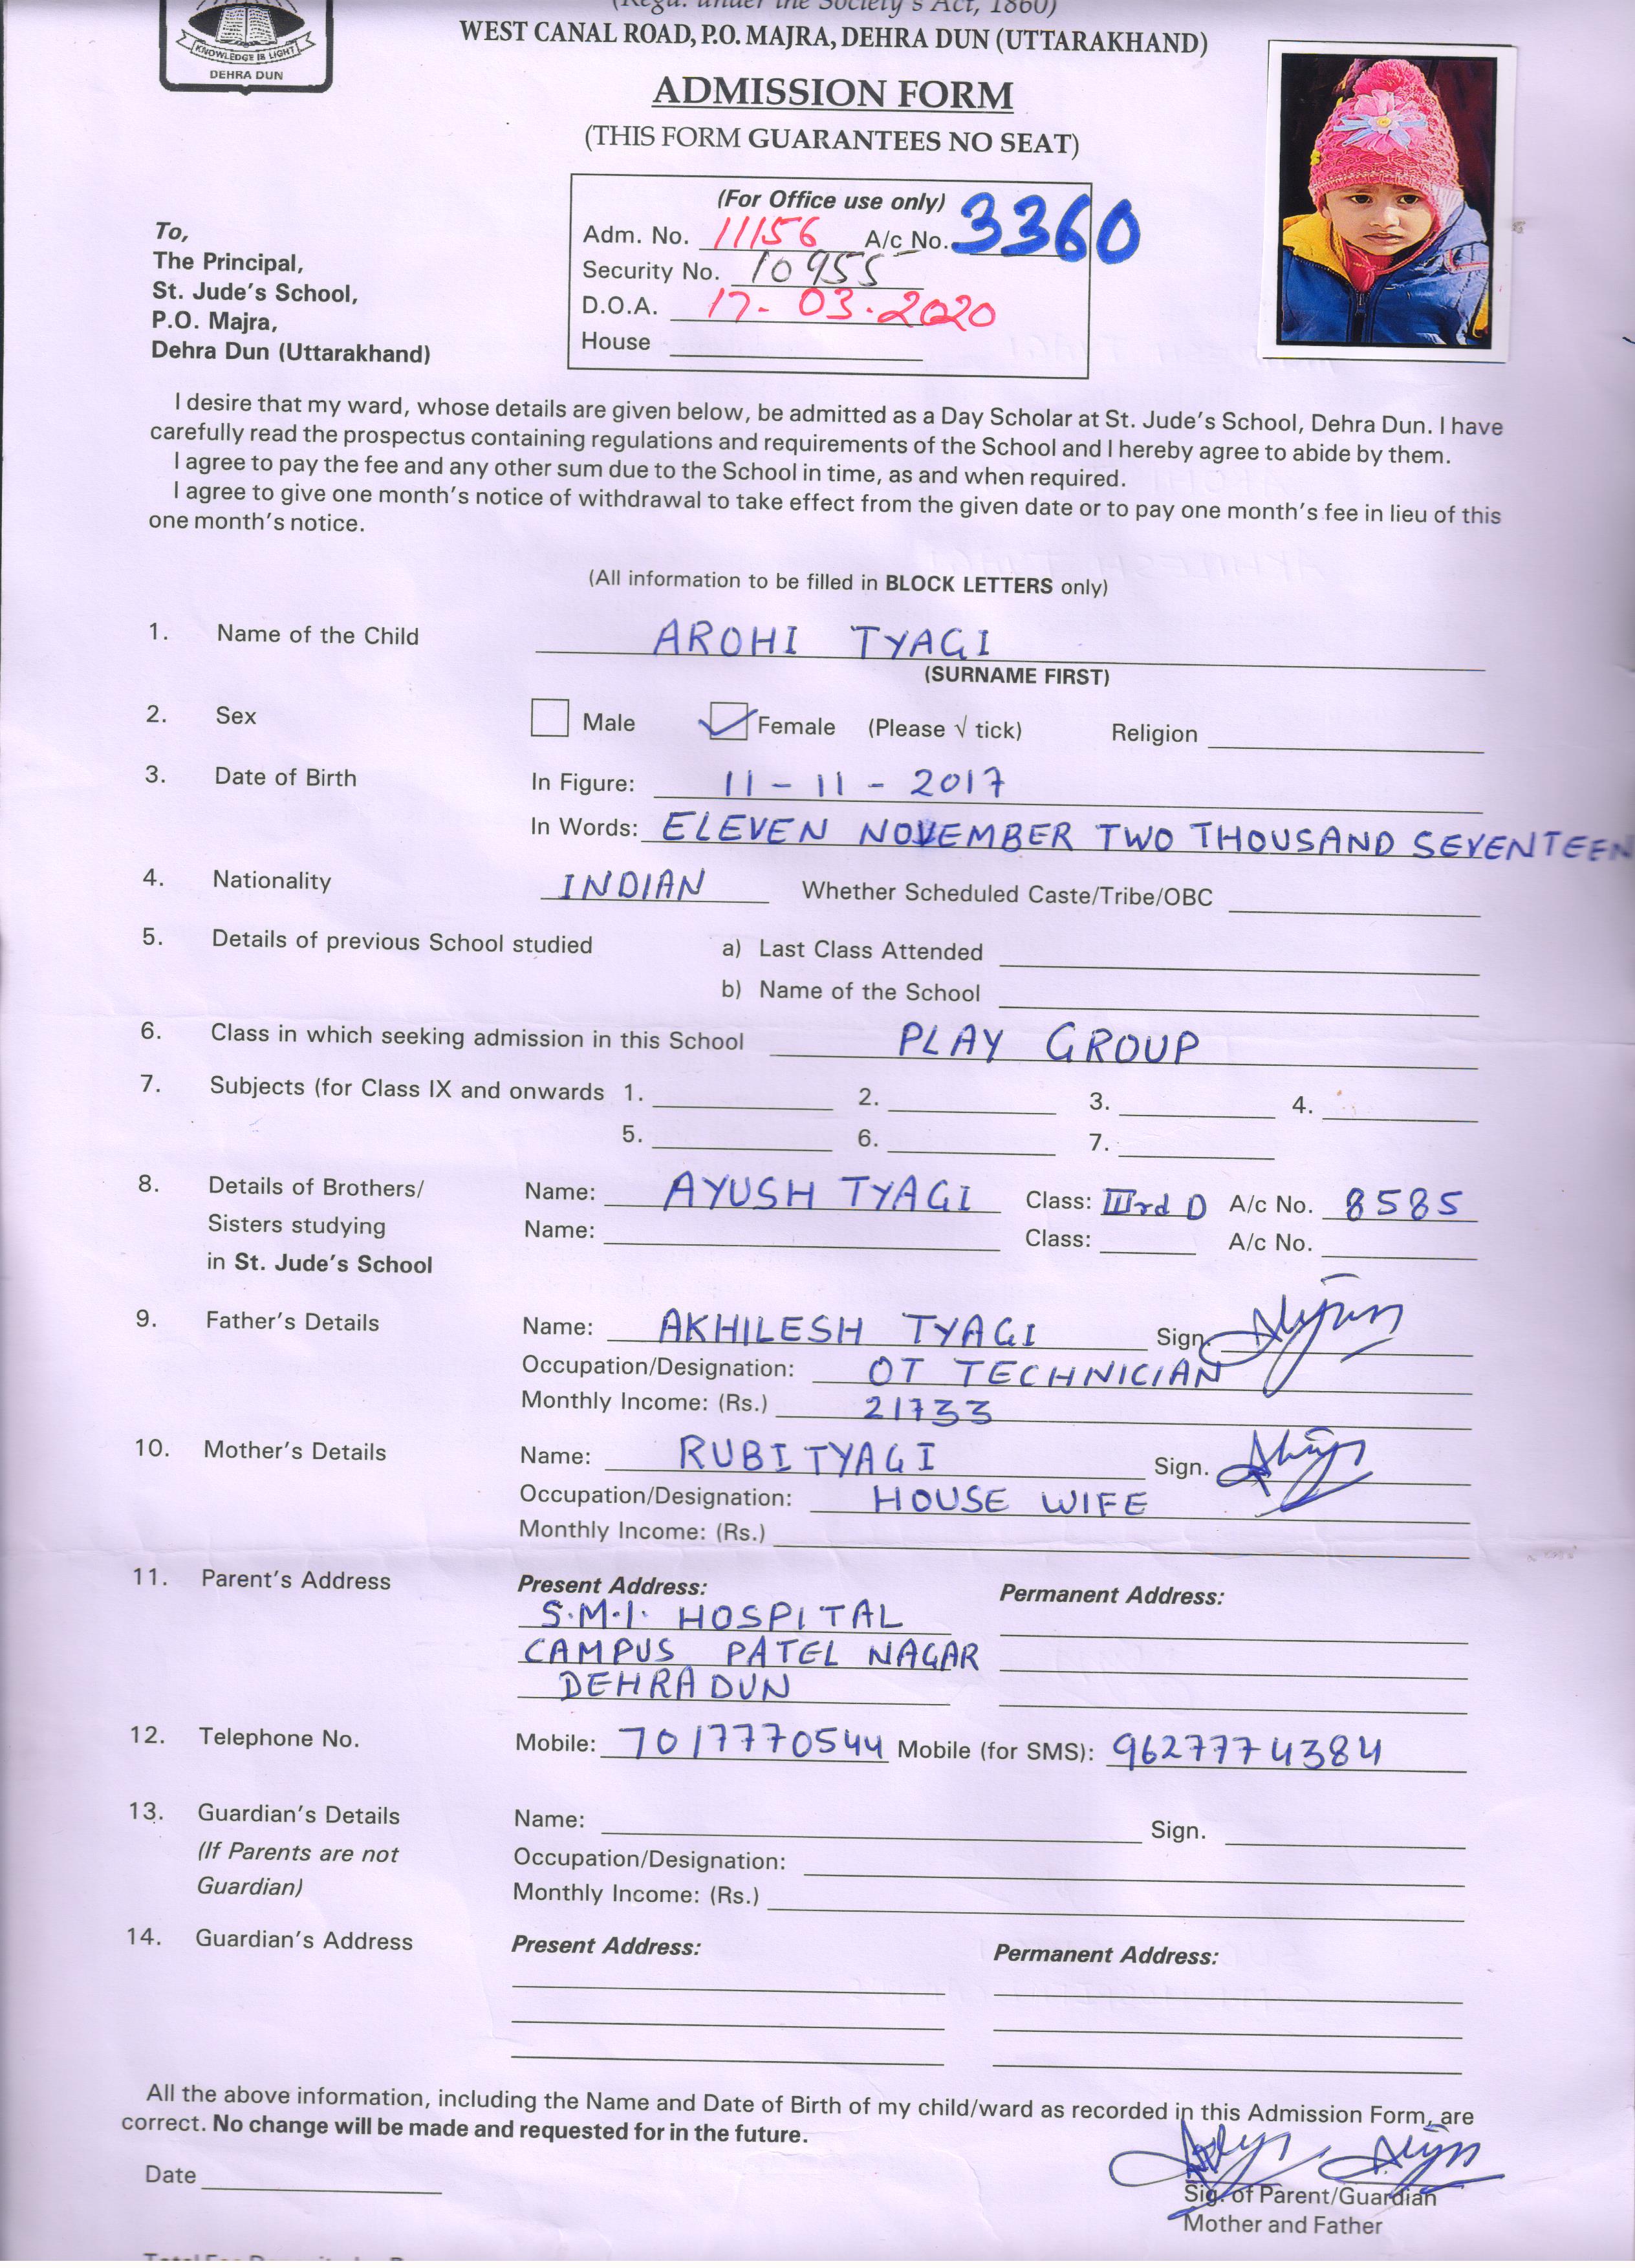 (Regd. under the Society's Act, 1860)
KNOWLEDGE IS LIGHT
DEHRA DUN
WEST CANAL ROAD, P.O. MAJRA, DEHRA DUN (UTTARAKHAND)
ADMISSION FORM
(THIS FORM GUARANTEES NO SEAT)
(For Office use only)
Adm. No. 11156 A/c No. 3360
Security No. 10955
D.O.A. 17-03-2020
House
To,
The Principal,
St. Jude's School,
P.O. Majra,
Dehra Dun (Uttarakhand)
I desire that my ward, whose details are given below, be admitted as a Day Scholar at St. Jude's School, Dehra Dun. I have
carefully read the prospectus containing regulations and requirements of the School and I hereby agree to abide by them.
I agree to pay the fee and any other sum due to the School in time, as and when required.
I agree to give one month's notice of withdrawal to take effect from the given date or to pay one month's fee in lieu of this
one month's notice.
(All information to be filled in BLOCK LETTERS only)
1. Name of the Child AROHI TYAGI
(SURNAME FIRST)
2. Sex Male Female (Please √ tick) Religion
3. Date of Birth In Figure: 11-11-2017
In Words: ELEVEN NOVEMBER TWO THOUSAND SEVENTEEN
4. Nationality INDIAN Whether Scheduled Caste/Tribe/OBC
5. Details of previous School studied a) Last Class Attended
b) Name of the School
6. Class in which seeking admission in this School PLAY GROUP
7. Subjects (for Class IX and onwards 1. 2. 3. 4.
5. 6. 7.
8. Details of Brothers/ Name: AYUSH TYAGI Class: IIIrd D A/c No. 8585
Sisters studying Name: Class: A/c No.
in St. Jude's School
9. Father's Details Name: AKHILESH TYAGI Sign.
Occupation/Designation: OT TECHNICIAN
Monthly Income: (Rs.) 21733
10. Mother's Details Name: RUBI TYAGI Sign.
Occupation/Designation: HOUSE WIFE
Monthly Income: (Rs.)
11. Parent's Address Present Address: Permanent Address:
S.M.I. HOSPITAL
CAMPUS PATEL NAGAR
DEHRADUN
12. Telephone No. Mobile: 7017770544 Mobile (for SMS): 9627774384
13. Guardian's Details Name: Sign.
(If Parents are not Occupation/Designation:
Guardian) Monthly Income: (Rs.)
14. Guardian's Address Present Address: Permanent Address:
All the above information, including the Name and Date of Birth of my child/ward as recorded in this Admission Form, are
correct. No change will be made and requested for in the future.
Date
Sig. of Parent/Guardian
Mother and Father